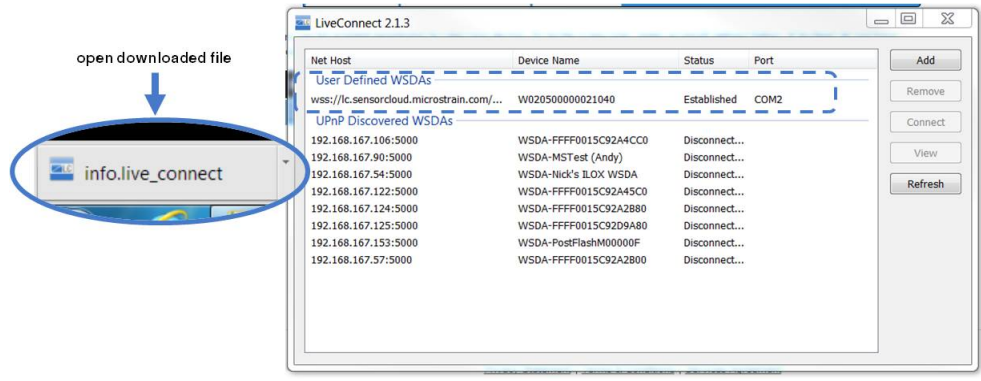 open downloaded file
info.live_connect
LiveConnect 2.1.3
Net Host Device Name Status Port
User Defined WSDAs
wss://lc.sensorcloud.microstrain.com/... W020500000021040 Established COM2
UPnP Discovered WSDAs
192.168.167.106:5000 WSDA-FFFF0015C92A4CC0 Disconnect...
192.168.167.90:5000 WSDA-MSTest (Andy) Disconnect...
192.168.167.54:5000 WSDA-Nick's ILOX WSDA Disconnect...
192.168.167.122:5000 WSDA-FFFF0015C92A45C0 Disconnect...
192.168.167.124:5000 WSDA-FFFF0015C92A2B80 Disconnect...
192.168.167.125:5000 WSDA-FFFF0015C92D9A80 Disconnect...
192.168.167.153:5000 WSDA-PostFlashM00000F Disconnect...
192.168.167.57:5000 WSDA-FFFF0015C92A2B00 Disconnect...
Add
Remove
Connect
View
Refresh